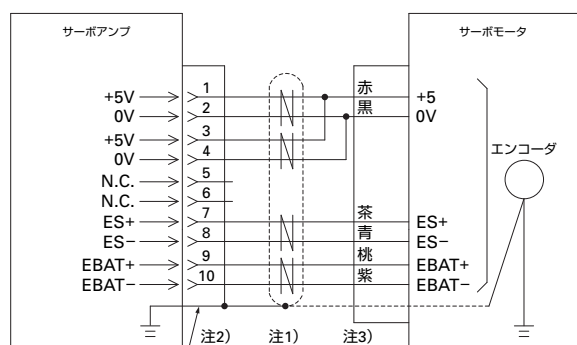 サーボアンプ
サーボモータ
+5V 1 赤 +5
0V 2 黒 0V
+5V 3
0V 4
エンコーダ
N.C. 5
N.C. 6
ES+ 7 茶 ES+
ES− 8 青 ES−
EBAT+ 9 桃 EBAT+
EBAT− 10 紫 EBAT−
注2) 注1) 注3)